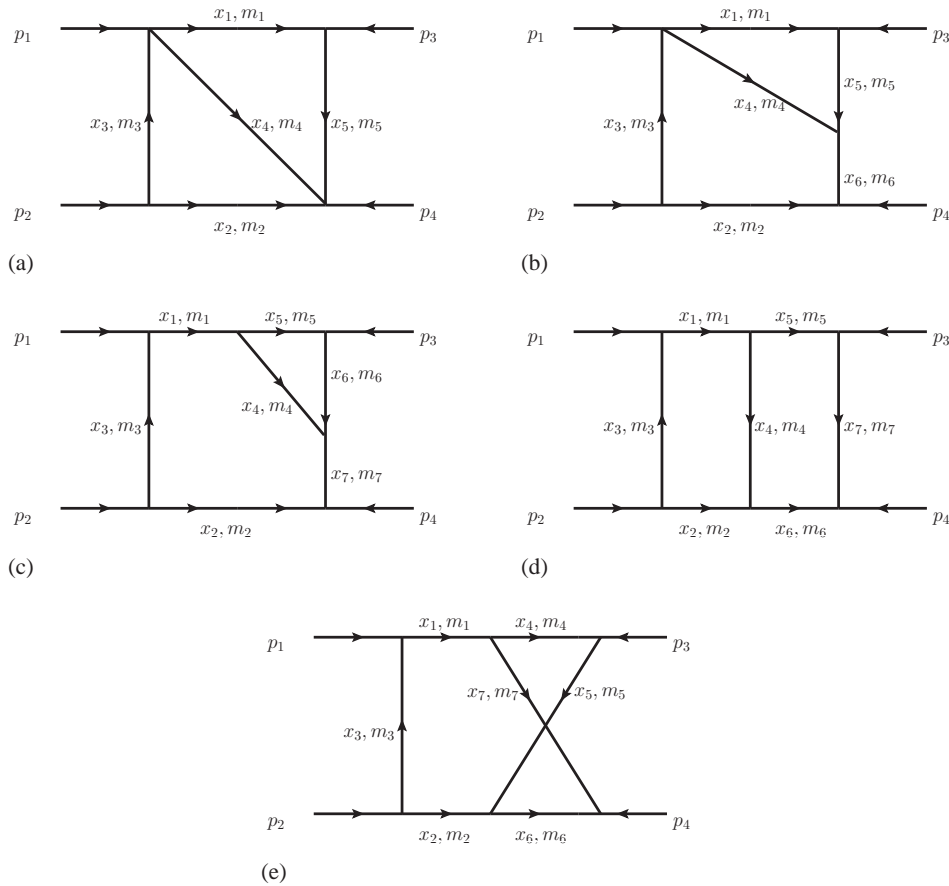 x₁, m₁ x₁, m₁
p₁ p₃ p₁ p₃
x₅, m₅
x₃, m₃ x₄, m₄ x₅, m₅ x₃, m₃ x₄, m₄
x₆, m₆
p₂ p₄ p₂ p₄
x₂, m₂ x₂, m₂
(a) (b)
x₁, m₁ x₅, m₅ x₁, m₁ x₅, m₅
p₁ p₃ p₁ p₃
x₆, m₆
x₃, m₃ x₄, m₄ x₃, m₃ x₄, m₄ x₇, m₇
x₇, m₇
p₂ p₄ p₂ p₄
x₂, m₂ x₂, m₂ x₆, m₆
(c) (d)
x₁, m₁ x₄, m₄
p₁ p₃
x₇, m₇ x₅, m₅
x₃, m₃
p₂ p₄
x₂, m₂ x₆, m₆
(e)